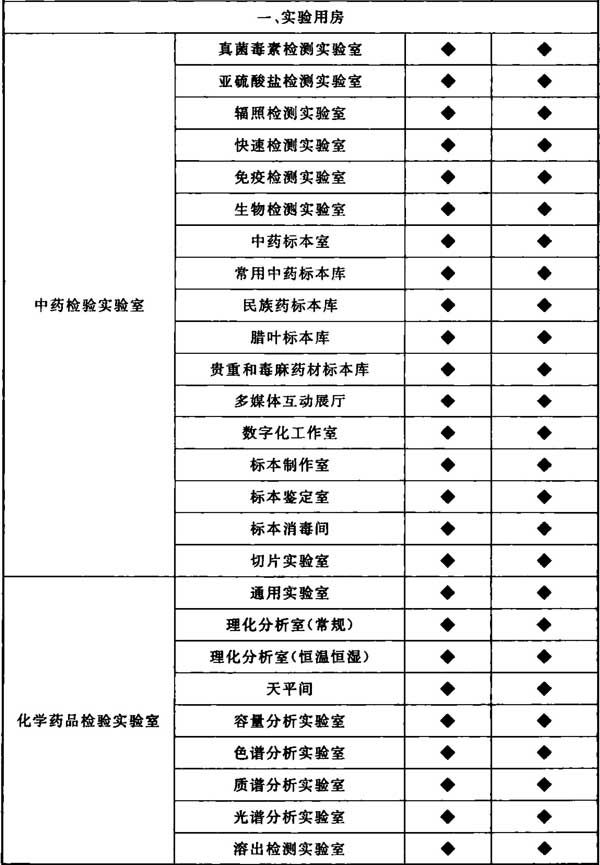 一、实验用房
真菌毒素检测实验室 ◆ ◆
亚硫酸盐检测实验室 ◆ ◆
辐照检测实验室 ◆ ◆
快速检测实验室 ◆ ◆
免疫检测实验室 ◆ ◆
生物检测实验室 ◆ ◆
中药标本室 ◆ ◆
常用中药标本库 ◆ ◆
中药检验实验室 民族药标本库 ◆ ◆
腊叶标本库 ◆ ◆
贵重和毒麻药材标本库 ◆ ◆
多媒体互动展厅 ◆ ◆
数字化工作室 ◆ ◆
标本制作室 ◆ ◆
标本鉴定室 ◆ ◆
标本消毒间 ◆ ◆
切片实验室 ◆ ◆
通用实验室 ◆ ◆
理化分析室(常规) ◆ ◆
理化分析室(恒温恒湿) ◆ ◆
天平间 ◆ ◆
化学药品检验实验室 容量分析实验室 ◆ ◆
色谱分析实验室 ◆ ◆
质谱分析实验室 ◆ ◆
光谱分析实验室 ◆ ◆
溶出检测实验室 ◆ ◆